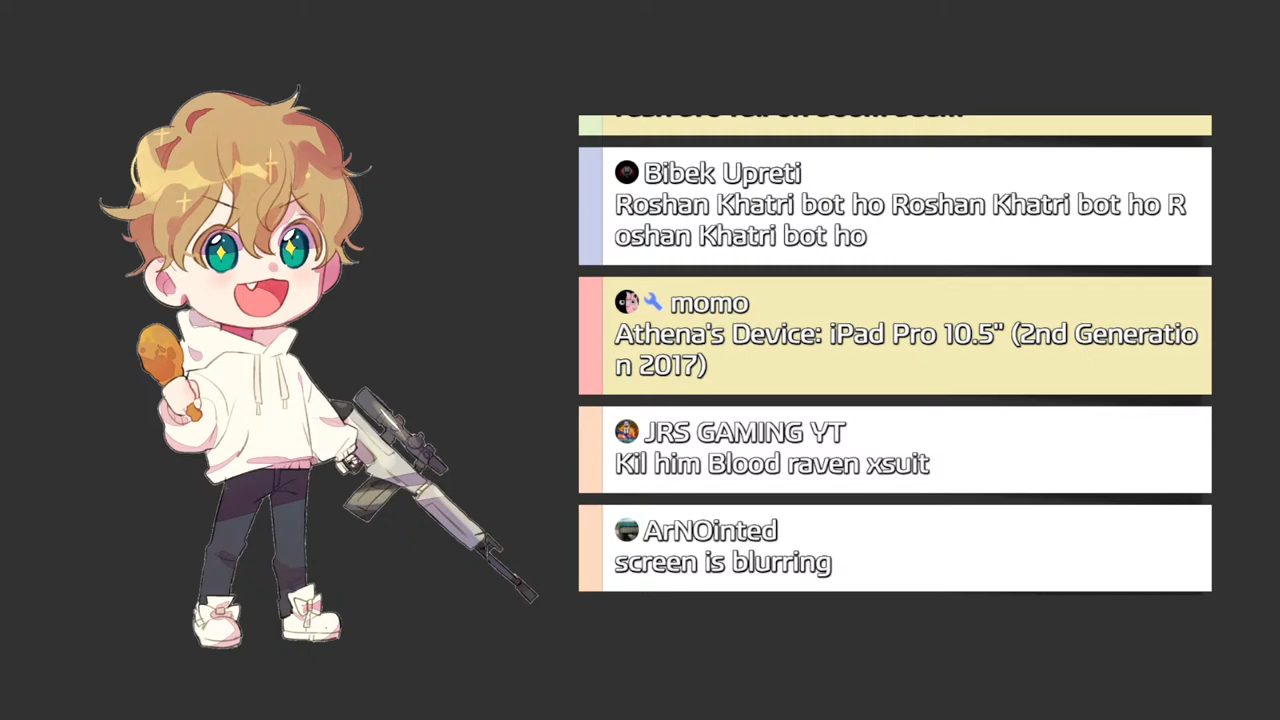 Bibek Upreti
Roshan Khatri bot ho Roshan Khatri bot ho R
oshan Khatri bot ho
momo
Athena's Device: iPad Pro 10.5" (2nd Generatio
n 2017)
JRS GAMING YT
Kil him Blood raven xsuit
ArNOinted
screen is blurring